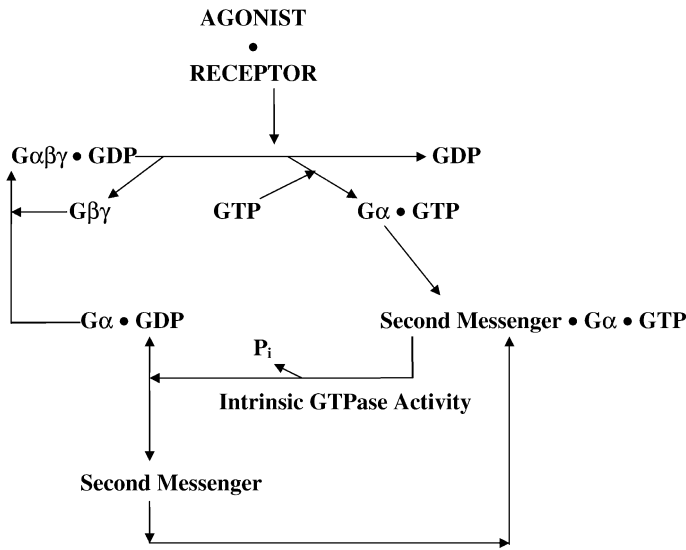 AGONIST
•
RECEPTOR
Gαβγ • GDP
GDP
Gβγ
GTP
Gα • GTP
Gα • GDP
Second Messenger • Gα • GTP
Pi
Intrinsic GTPase Activity
Second Messenger